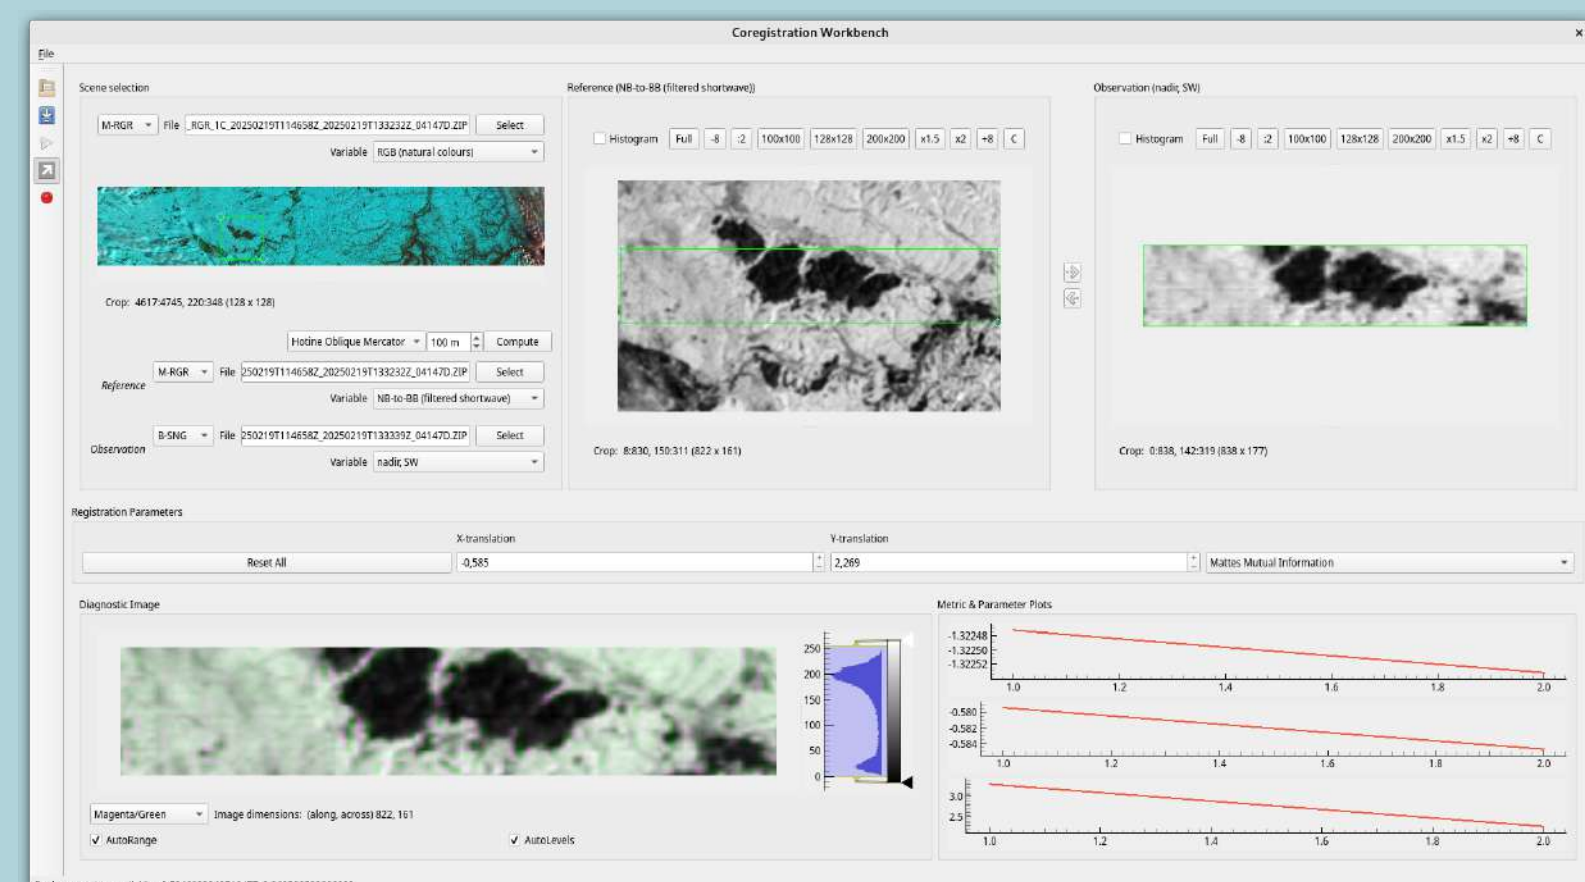 Coregistration Workbench
×
File
Scene selection
M-RGR File _RGR_1C_20250219T114658Z_20250219T133232Z_04147D.ZIP Select
Variable RGB (natural colours)
Crop: 4617:4745, 220:348 (128 x 128)
Hotine Oblique Mercator 100 m Compute
Reference M-RGR File 250219T114658Z_20250219T133232Z_04147D.ZIP Select
Variable NB-to-BB (filtered shortwave)
Observation B-SNG File 250219T114658Z_20250219T133339Z_04147D.ZIP Select
Variable nadir, SW
Reference (NB-to-BB (filtered shortwave))
Histogram Full -8 :2 100x100 128x128 200x200 x1.5 x2 +8 C
Crop: 8:830, 150:311 (822 x 161)
Observation (nadir, SW)
Histogram Full -8 :2 100x100 128x128 200x200 x1.5 x2 +8 C
Crop: 0:838, 142:319 (838 x 177)
Registration Parameters
X-translation Y-translation
Reset All -0,585 2,269 Mattes Mutual Information
Diagnostic Image
250
200
150
100
50
0
Magenta/Green Image dimensions: (along, across) 822, 161
AutoRange AutoLevels
Metric & Parameter Plots
-1.32248
-1.32250
-1.32252
1.0 1.2 1.4 1.6 1.8 2.0
-0.580
-0.582
-0.584
1.0 1.2 1.4 1.6 1.8 2.0
3.0
2.5
1.0 1.2 1.4 1.6 1.8 2.0